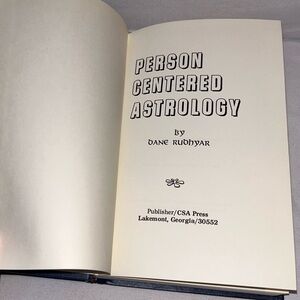 PERSON
CENTERED
ASTROLOGY
by
DANE RUDHYAR
Publisher/CSA Press
Lakemont, Georgia/30552